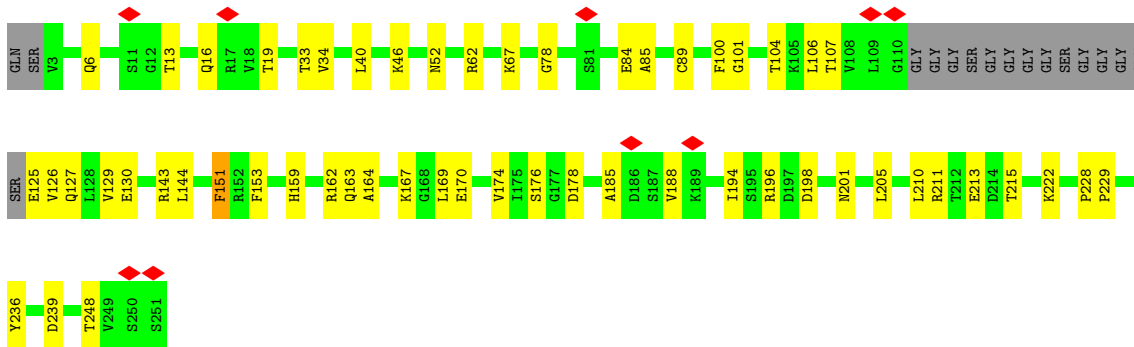 GLN SER V3 Q6 S11 G12 T13 Q16 R17 V18 T19 T33 V34 L40 K46 N52 R62 K67 G78 S81 E84 A85 C89 F100 G101 T104 K105 L106 T107 V108 L109 G110 GLY GLY GLY SER GLY GLY GLY GLY SER GLY GLY GLY
SER E125 V126 Q127 L128 V129 E130 R143 L144 F151 R152 F153 H159 R162 Q163 A164 K167 G168 L169 E170 V174 I175 S176 G177 D178 A185 D186 S187 V188 K189 I194 S195 R196 D197 D198 N201 L205 L210 R211 T212 E213 D214 T215 K222 P228 P229
Y236 D239 T248 V249 S250 S251